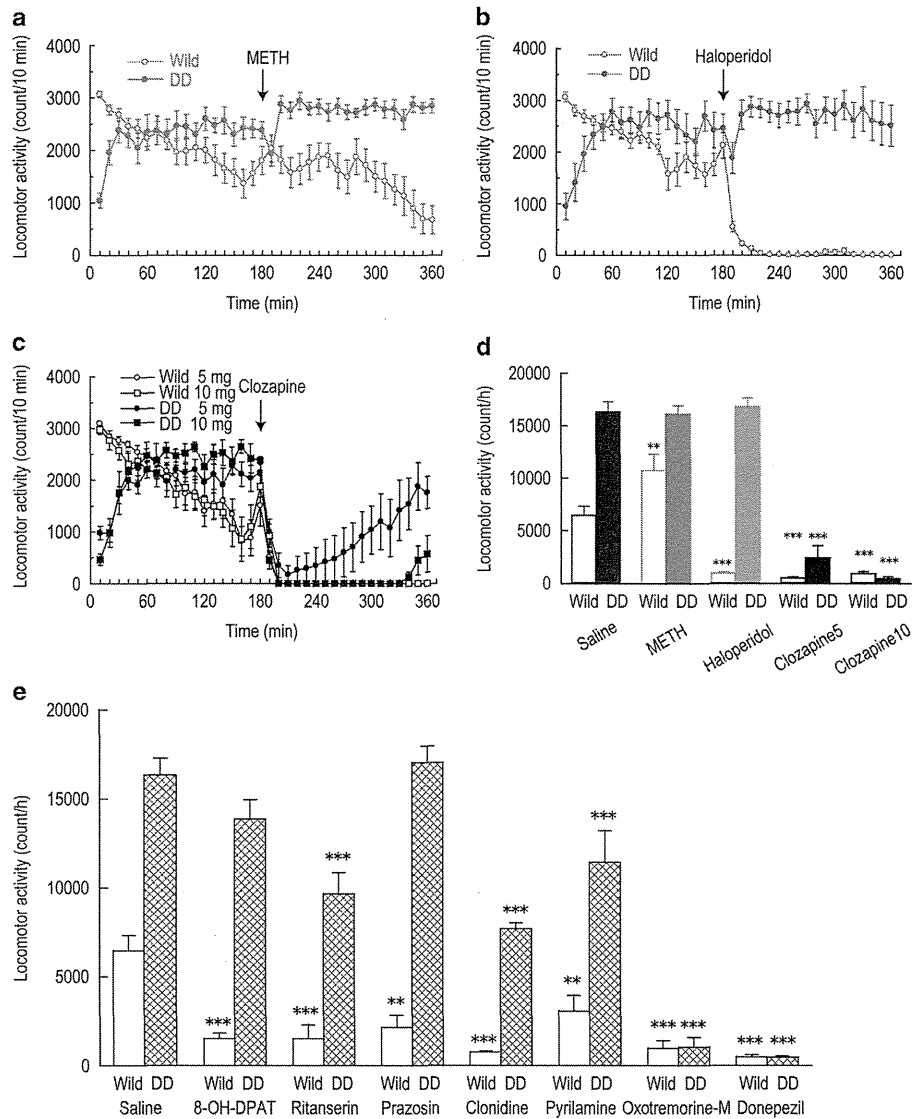 a
Locomotor activity (count/10 min)
4000
3000
2000
1000
0
Wild
DD
METH
0 60 120 180 240 300 360
Time (min)
b
Locomotor activity (count/10 min)
4000
3000
2000
1000
0
Wild
DD
Haloperidol
0 60 120 180 240 300 360
Time (min)
c
Locomotor activity (count/10 min)
4000
3000
2000
1000
0
Wild 5 mg
Wild 10 mg
DD 5 mg
DD 10 mg
Clozapine
0 60 120 180 240 300 360
Time (min)
d
Locomotor activity (count/h)
20000
15000
10000
5000
0
**
***
*** ***
*** ***
Wild DD Wild DD Wild DD Wild DD Wild DD
Saline
METH
Haloperidol
Clozapine5
Clozapine10
e
Locomotor activity (count/h)
20000
15000
10000
5000
0
***
*** ***
**
*** ***
** ***
*** ***
*** ***
Wild DD Wild DD Wild DD Wild DD Wild DD Wild DD Wild DD Wild DD
Saline 8-OH-DPAT Ritanserin Prazosin Clonidine Pyrilamine Oxotremorine-M Donepezil